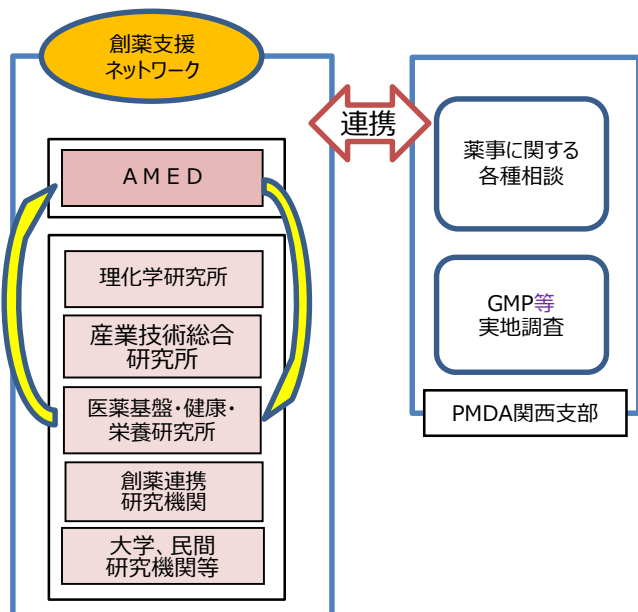 創薬支援
ネットワーク
AMED
理化学研究所
産業技術総合
研究所
医薬基盤・健康・
栄養研究所
創薬連携
研究機関
大学、民間
研究機関等
連携
薬事に関する
各種相談
GMP等
実地調査
PMDA関西支部